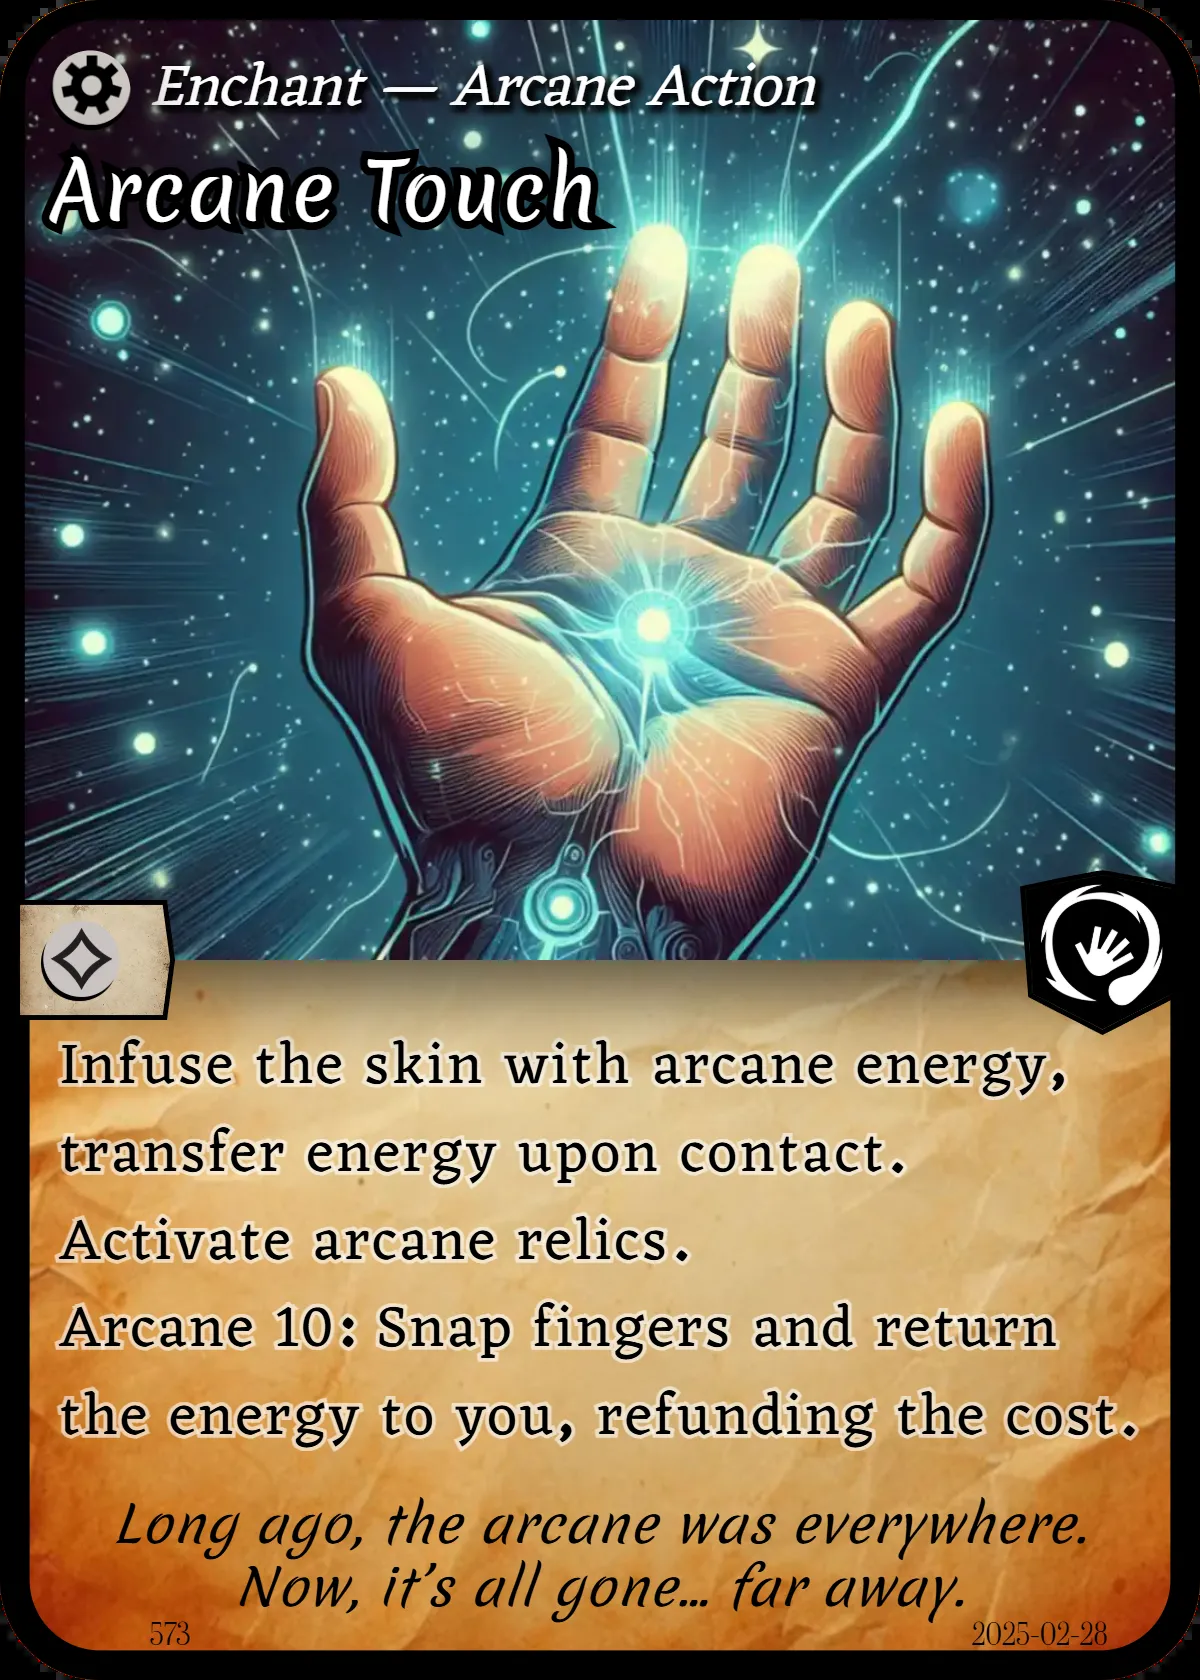 Enchant — Arcane Action
Arcane Touch
Infuse the skin with arcane energy,
transfer energy upon contact.
Activate arcane relics.
Arcane 10: Snap fingers and return
the energy to you, refunding the cost.
Long ago, the arcane was everywhere.
Now, it's all gone... far away.
573
2025-02-28